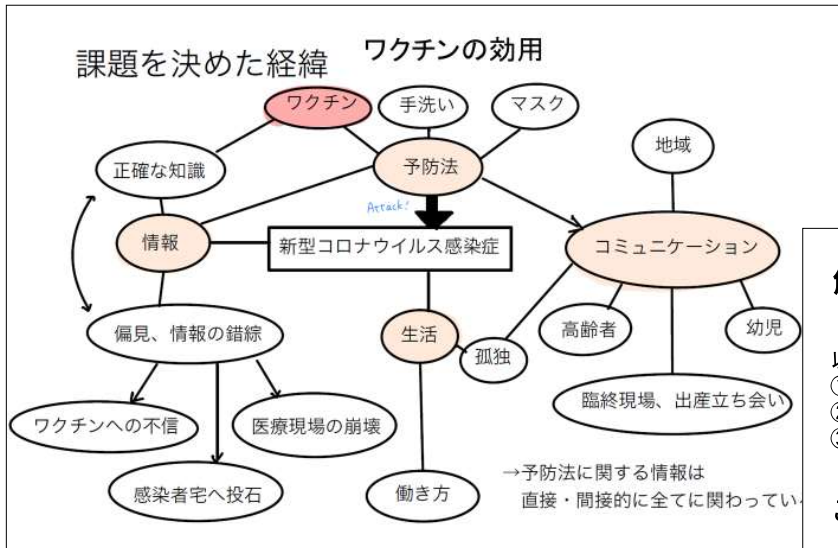 課題を決めた経緯
ワクチンの効用
ワクチン
手洗い
マスク
正確な知識
予防法
地域
Attack!
情報
新型コロナウイルス感染症
コミュニケーション
偏見、情報の錯綜
生活
孤独
高齢者
幼児
ワクチンへの不信
医療現場の崩壊
臨終現場、出産立ち会い
感染者宅へ投石
働き方
→予防法に関する情報は
直接・間接的に全てに関わってい
①
②
③